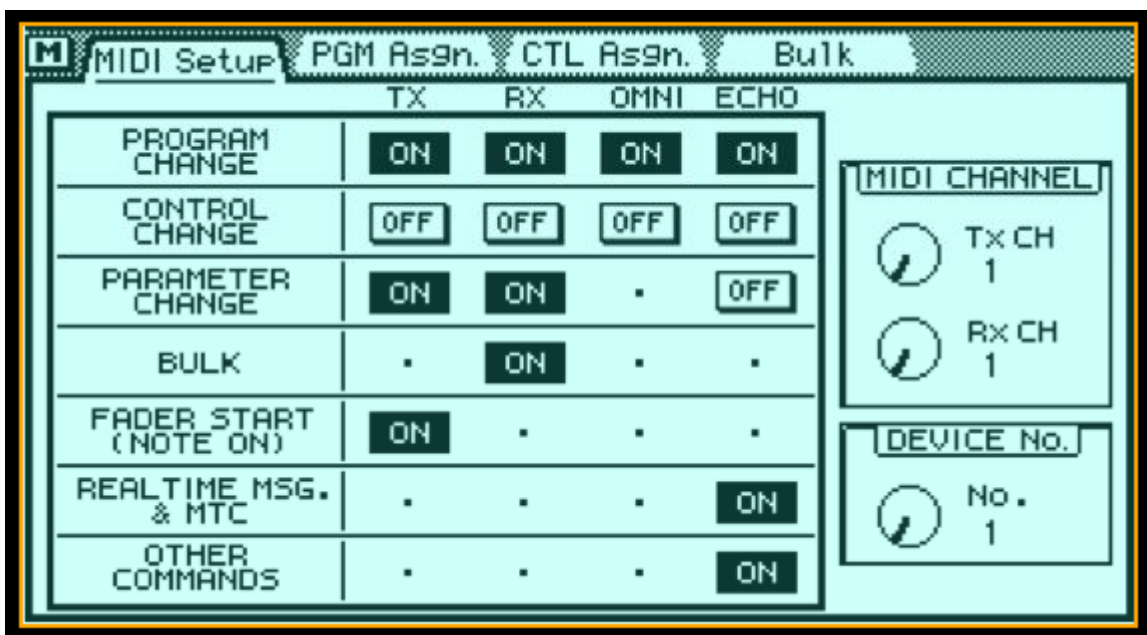 M MIDI Setup PGM Asgn. CTL Asgn. Bulk
TX RX OMNI ECHO
PROGRAM
CHANGE
ON ON ON ON
CONTROL
CHANGE
OFF OFF OFF OFF
PARAMETER
CHANGE
ON ON · OFF
BULK
· ON · ·
FADER START
(NOTE ON)
ON · · ·
REALTIME MSG.
& MTC
· · · ON
OTHER
COMMANDS
· · · ON
MIDI CHANNEL
Tx CH
1
Rx CH
1
DEVICE No.
No.
1